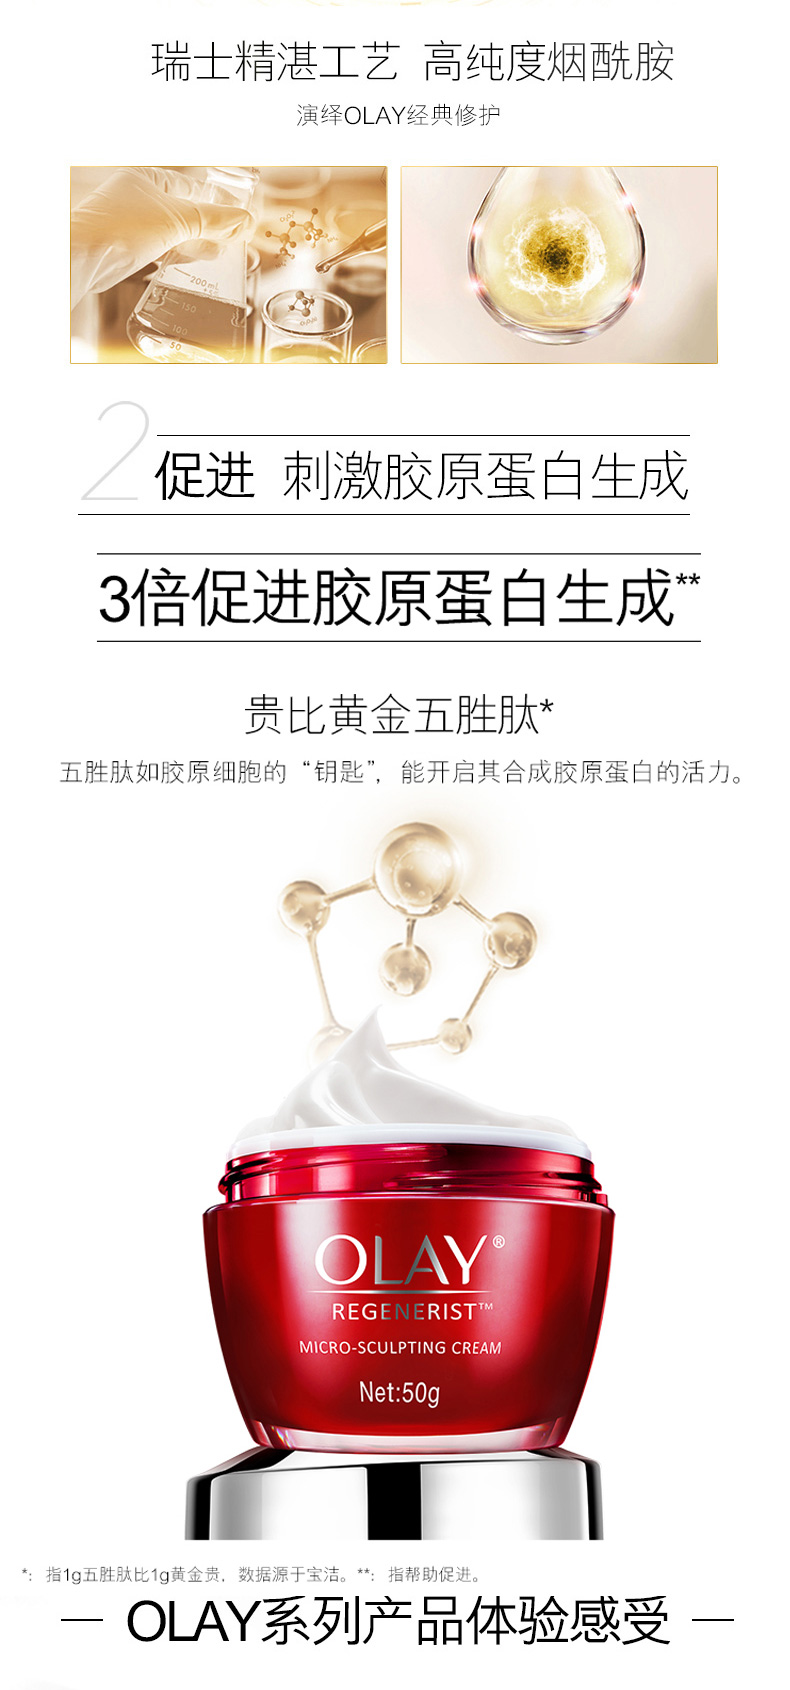 瑞士精湛工艺 高纯度烟酰胺
演绎OLAY经典修护
200mL
150
100
50
2
促进 刺激胶原蛋白生成
3倍促进胶原蛋白生成**
贵比黄金五胜肽*
五胜肽如胶原细胞的“钥匙”，能开启其合成胶原蛋白的活力。
OLAY®
REGENERIST™
MICRO-SCULPTING CREAM
Net:50g
*：指1g五胜肽比1g黄金贵，数据源于宝洁。**：指帮助促进。
— OLAY系列产品体验感受 —